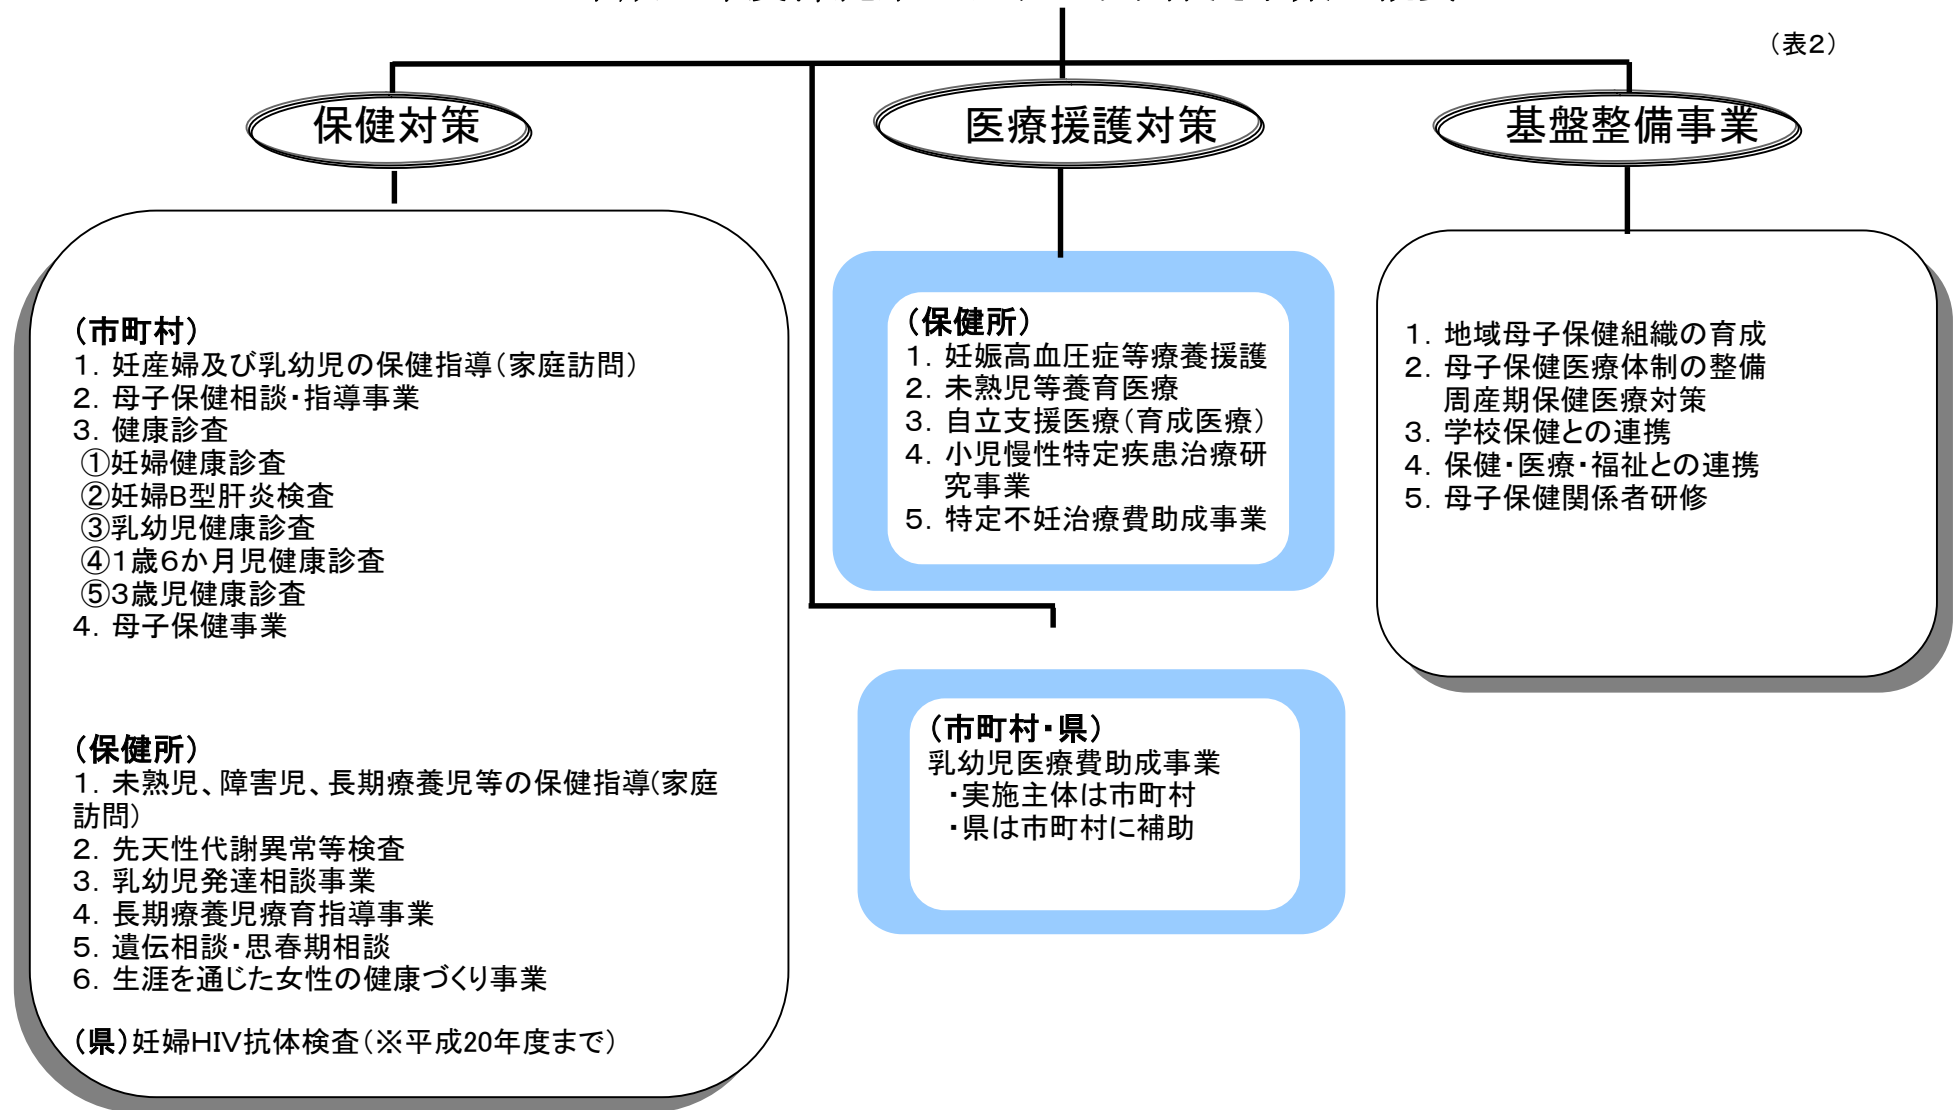 （表２）
保健対策
医療援護対策
基盤整備事業
（市町村）
１．妊産婦及び乳幼児の保健指導（家庭訪問）
２．母子保健相談・指導事業
３．健康診査
①妊婦健康診査
②妊婦B型肝炎検査
③乳幼児健康診査
④１歳６か月児健康診査
⑤３歳児健康診査
４．母子保健事業
（保健所）
１．未熟児、障害児、長期療養児等の保健指導(家庭
訪問)
２．先天性代謝異常等検査
３．乳幼児発達相談事業
４．長期療養児療育指導事業
５．遺伝相談・思春期相談
６．生涯を通じた女性の健康づくり事業
（県）妊婦HIV抗体検査（※平成20年度まで）
（保健所）
１．妊娠高血圧症等療養援護
２．未熟児等養育医療
３．自立支援医療（育成医療）
４．小児慢性特定疾患治療研
究事業
５．特定不妊治療費助成事業
（市町村・県）
乳幼児医療費助成事業
・実施主体は市町村
・県は市町村に補助
１．地域母子保健組織の育成
２．母子保健医療体制の整備
周産期保健医療対策
３．学校保健との連携
４．保健・医療・福祉との連携
５．母子保健関係者研修